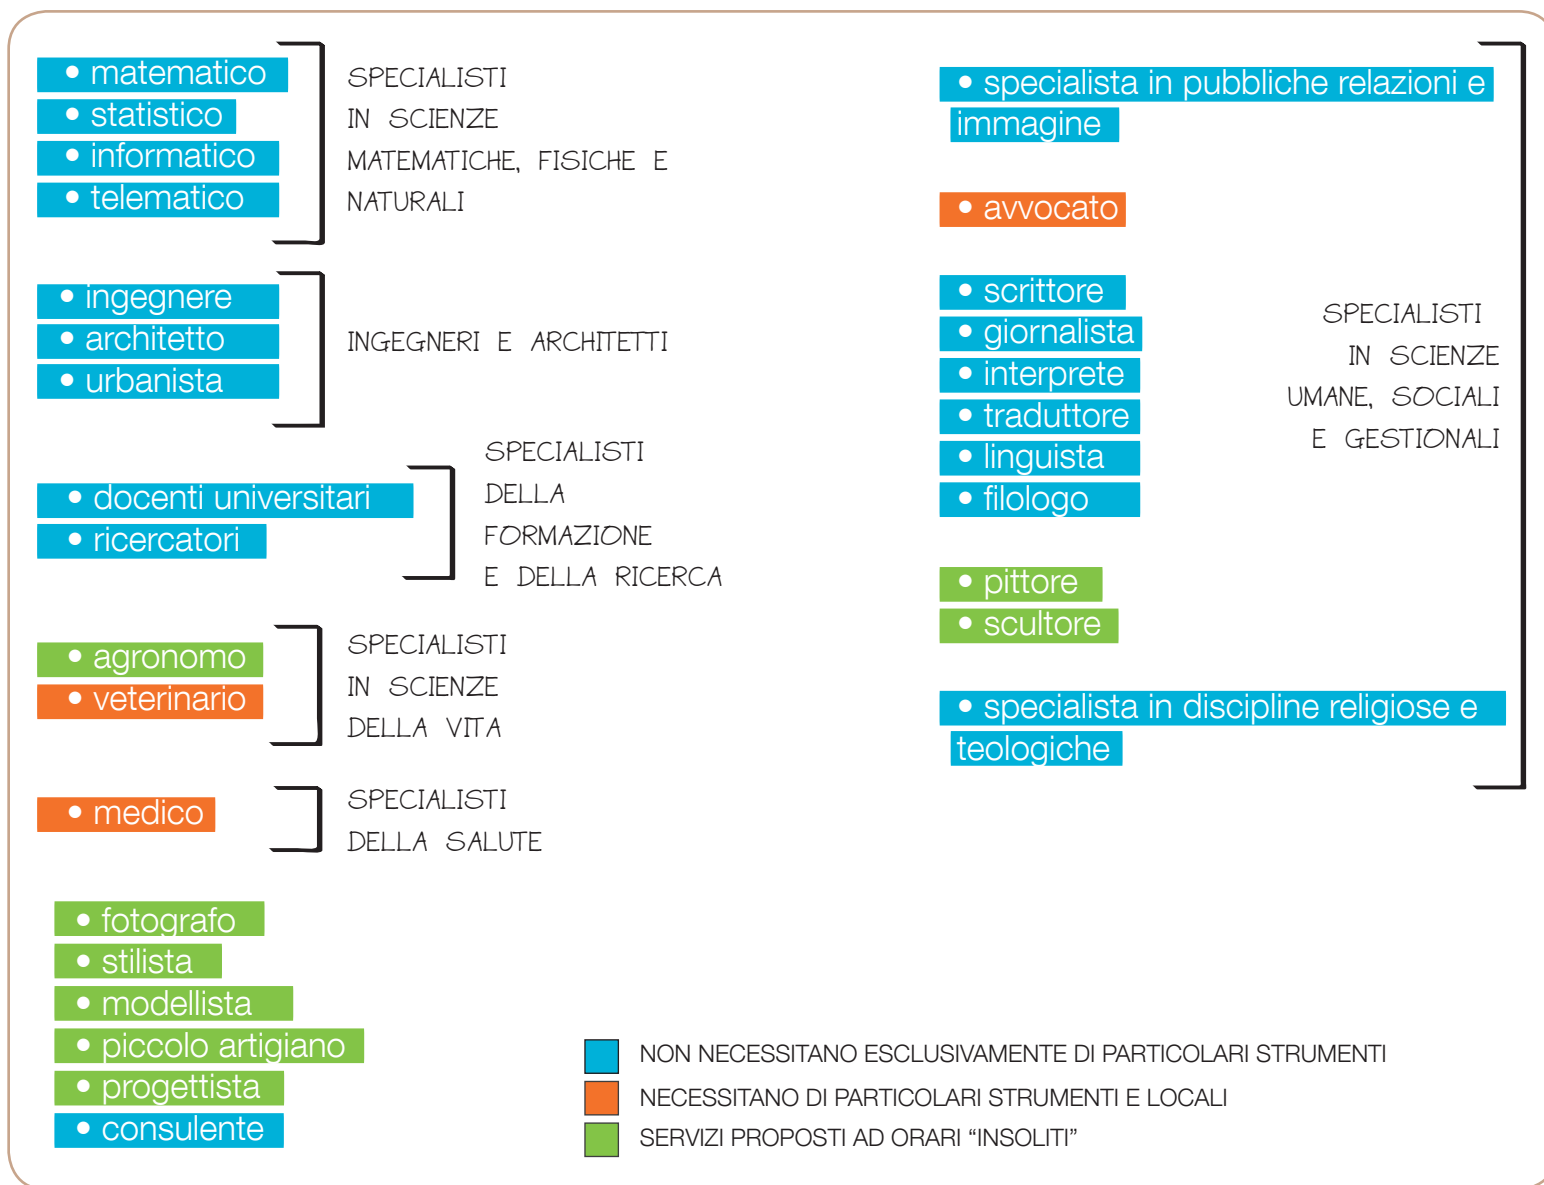 • matematico
• statistico
• informatico
• telematico
SPECIALISTI
IN SCIENZE
MATEMATICHE, FISICHE E
NATURALI
• ingegnere
• architetto
• urbanista
INGEGNERI E ARCHITETTI
• docenti universitari
• ricercatori
SPECIALISTI
DELLA
FORMAZIONE
E DELLA RICERCA
• agronomo
• veterinario
SPECIALISTI
IN SCIENZE
DELLA VITA
• medico
SPECIALISTI
DELLA SALUTE
• fotografo
• stilista
• modellista
• piccolo artigiano
• progettista
• consulente
• specialista in pubbliche relazioni e
immagine
• avvocato
• scrittore
• giornalista
• interprete
• traduttore
• linguista
• filologo
• pittore
• scultore
• specialista in discipline religiose e
teologiche
SPECIALISTI
IN SCIENZE
UMANE, SOCIALI
E GESTIONALI
NON NECESSITANO ESCLUSIVAMENTE DI PARTICOLARI STRUMENTI
NECESSITANO DI PARTICOLARI STRUMENTI E LOCALI
SERVIZI PROPOSTI AD ORARI “INSOLITI”